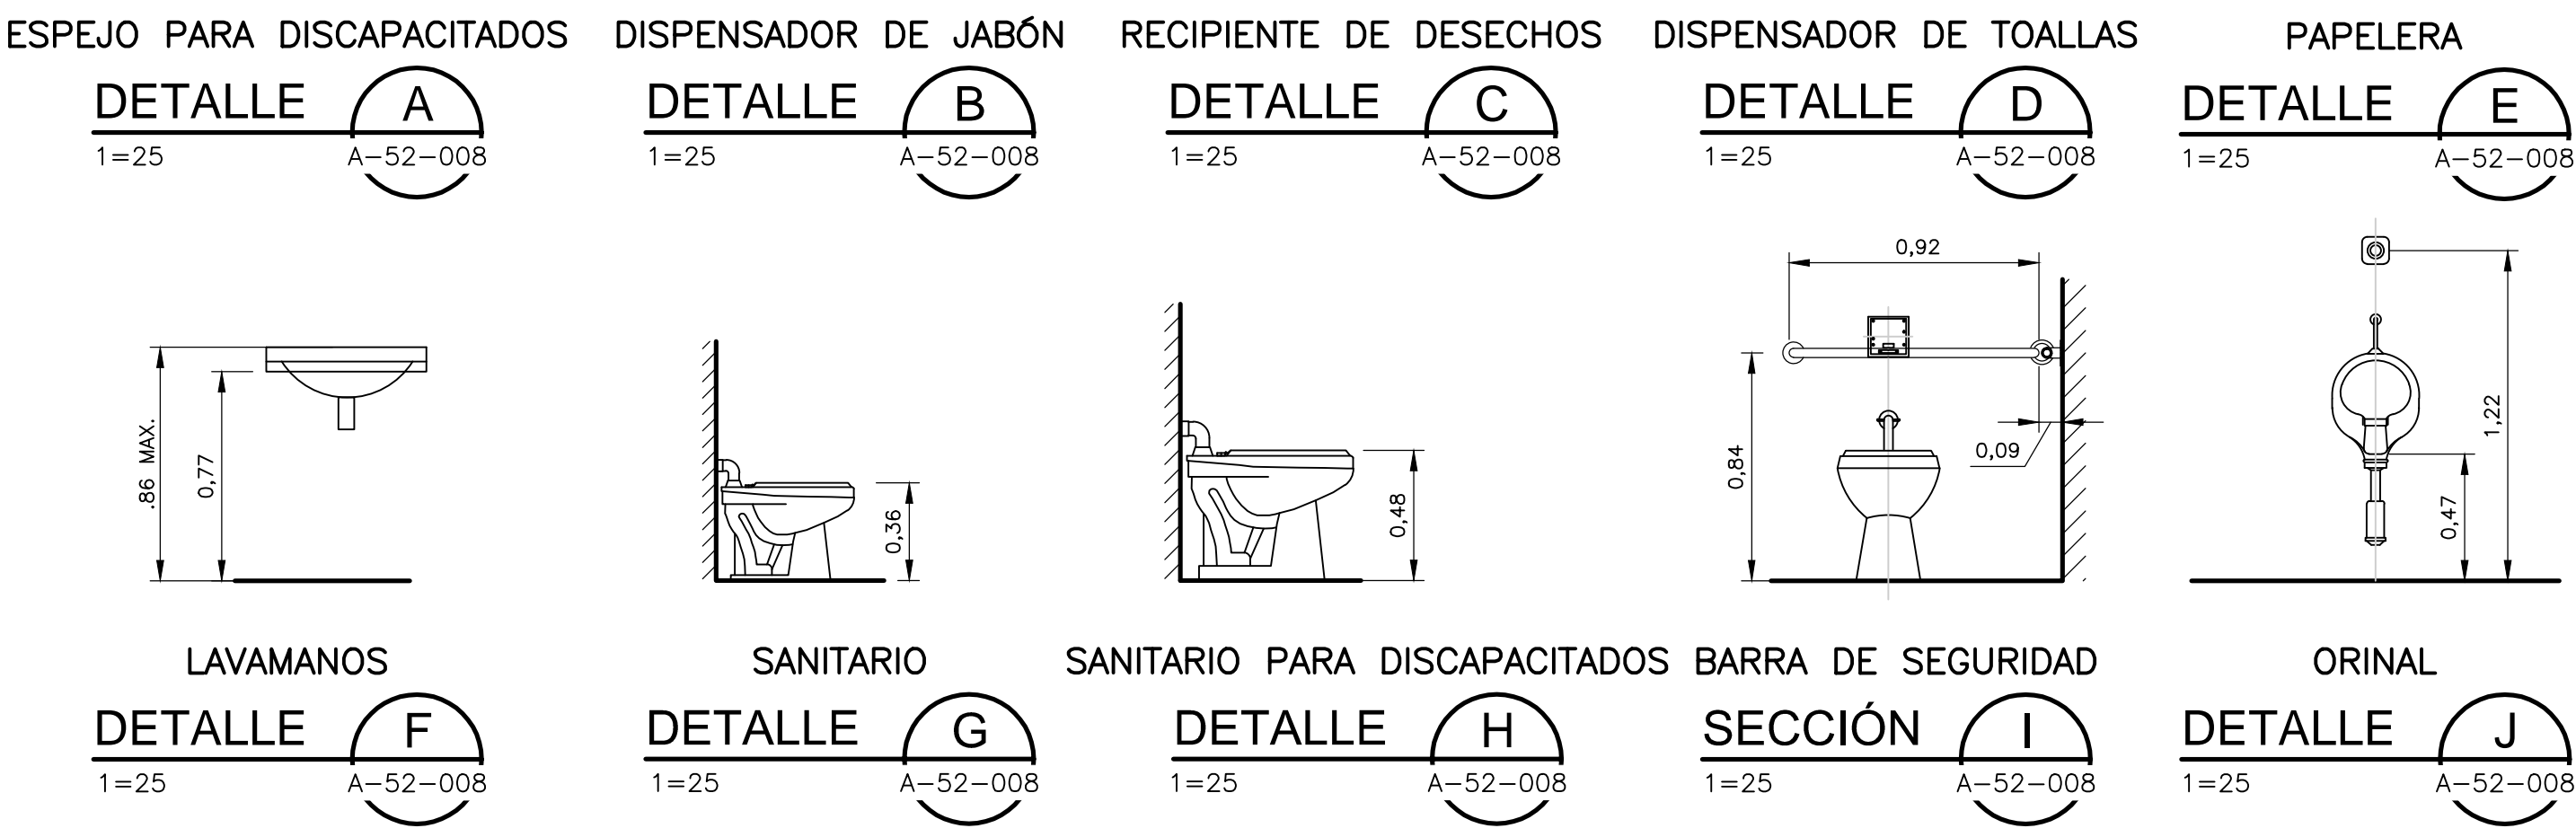 ESPEJO PARA DISCAPACITADOS
DETALLE A
1=25 A-52-008
DISPENSADOR DE JABÓN
DETALLE B
1=25 A-52-008
RECIPIENTE DE DESECHOS
DETALLE C
1=25 A-52-008
DISPENSADOR DE TOALLAS
DETALLE D
1=25 A-52-008
PAPELERA
DETALLE E
1=25 A-52-008
.86 MAX.
0,77
LAVAMANOS
DETALLE F
1=25 A-52-008
0,36
SANITARIO
DETALLE G
1=25 A-52-008
0,48
SANITARIO PARA DISCAPACITADOS
DETALLE H
1=25 A-52-008
0,92
0,84
0,09
BARRA DE SEGURIDAD
SECCIÓN I
1=25 A-52-008
1,22
0,47
ORINAL
DETALLE J
1=25 A-52-008